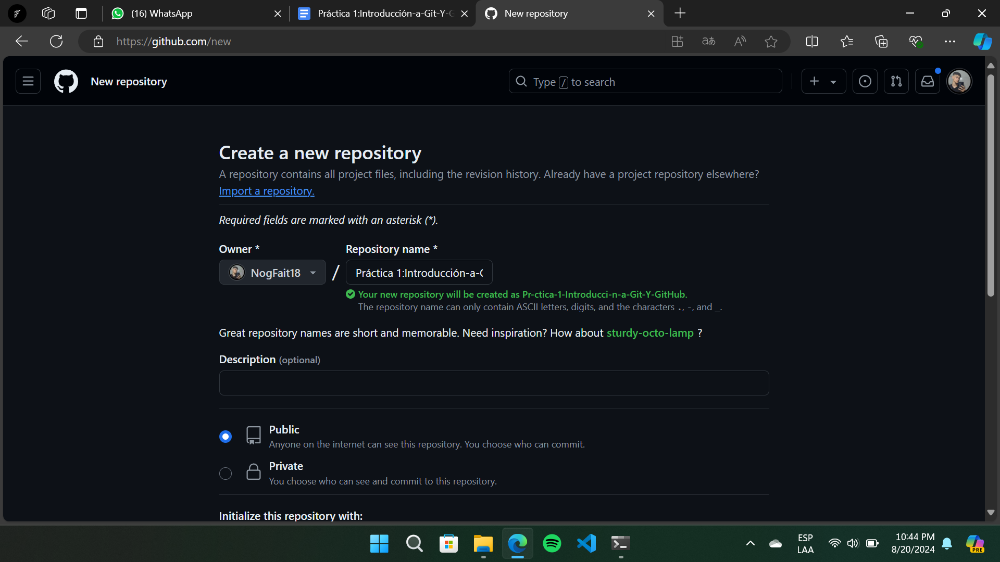 (16) WhatsApp
Práctica 1:Introducción-a-Git-Y-G
New repository
https://github.com/new
New repository
Type / to search
Create a new repository
A repository contains all project files, including the revision history. Already have a project repository elsewhere?
Import a repository.
Required fields are marked with an asterisk (*).
Owner *
Repository name *
NogFait18
/
Práctica 1:Introducción-a-G
Your new repository will be created as Pr-ctica-1-Introducci-n-a-Git-Y-GitHub.
The repository name can only contain ASCII letters, digits, and the characters ., -, and _.
Great repository names are short and memorable. Need inspiration? How about sturdy-octo-lamp ?
Description (optional)
Public
Anyone on the internet can see this repository. You choose who can commit.
Private
You choose who can see and commit to this repository.
Initialize this repository with:
ESP
LAA
10:44 PM
8/20/2024
PRE